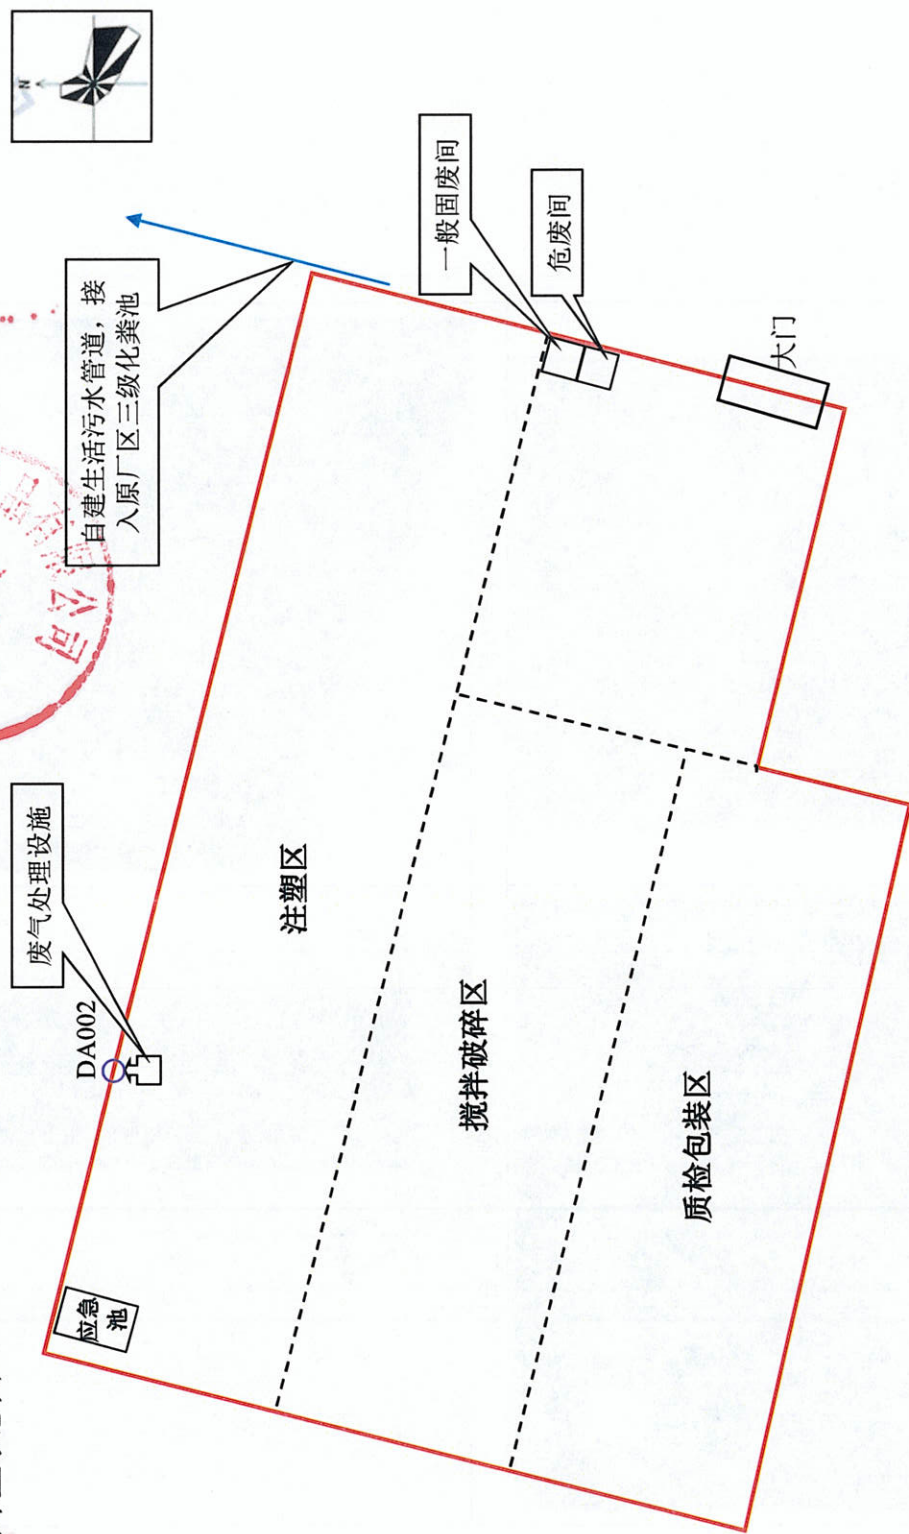 N
自建生活污水管道，接
入原厂区三级化粪池
一般固废间
危废间
大门
废气处理设施
DA002
注塑区
搅拌破碎区
质检包装区
应急
池
公司